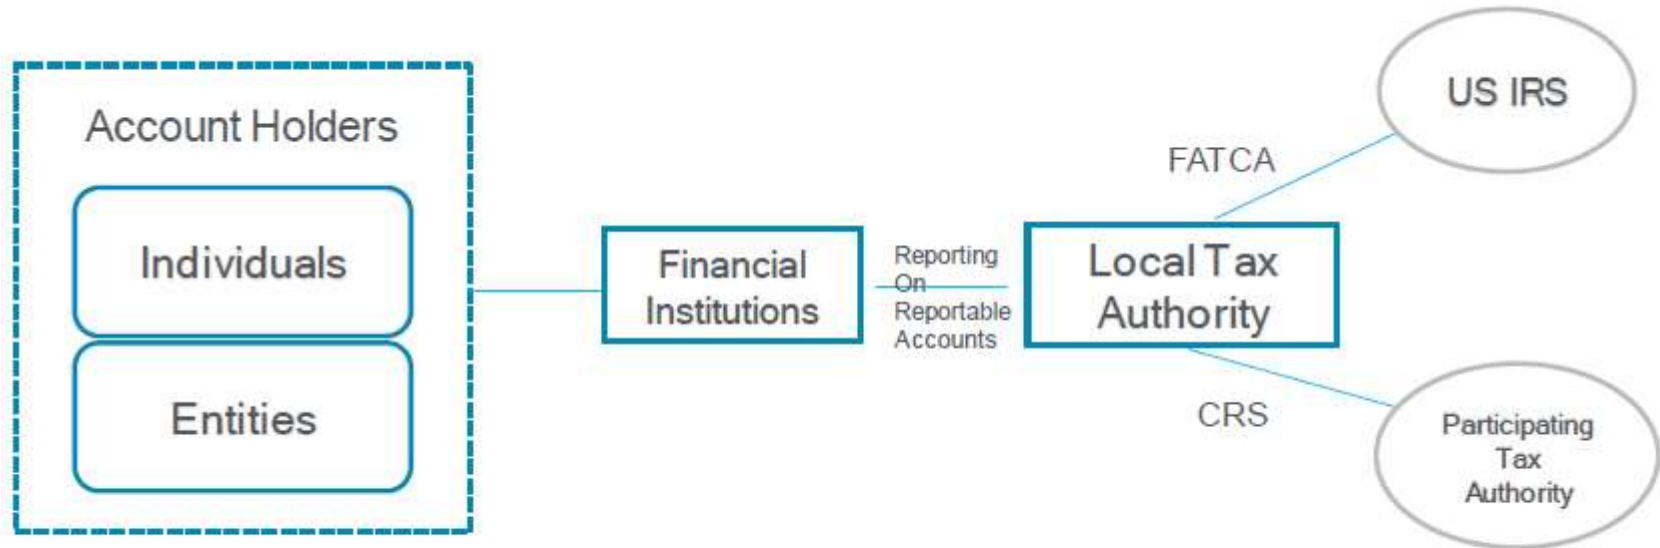 Account Holders
Individuals
Entities
Financial
Institutions
Reporting
On
Reportable
Accounts
Local Tax
Authority
FATCA
US IRS
CRS
Participating
Tax
Authority